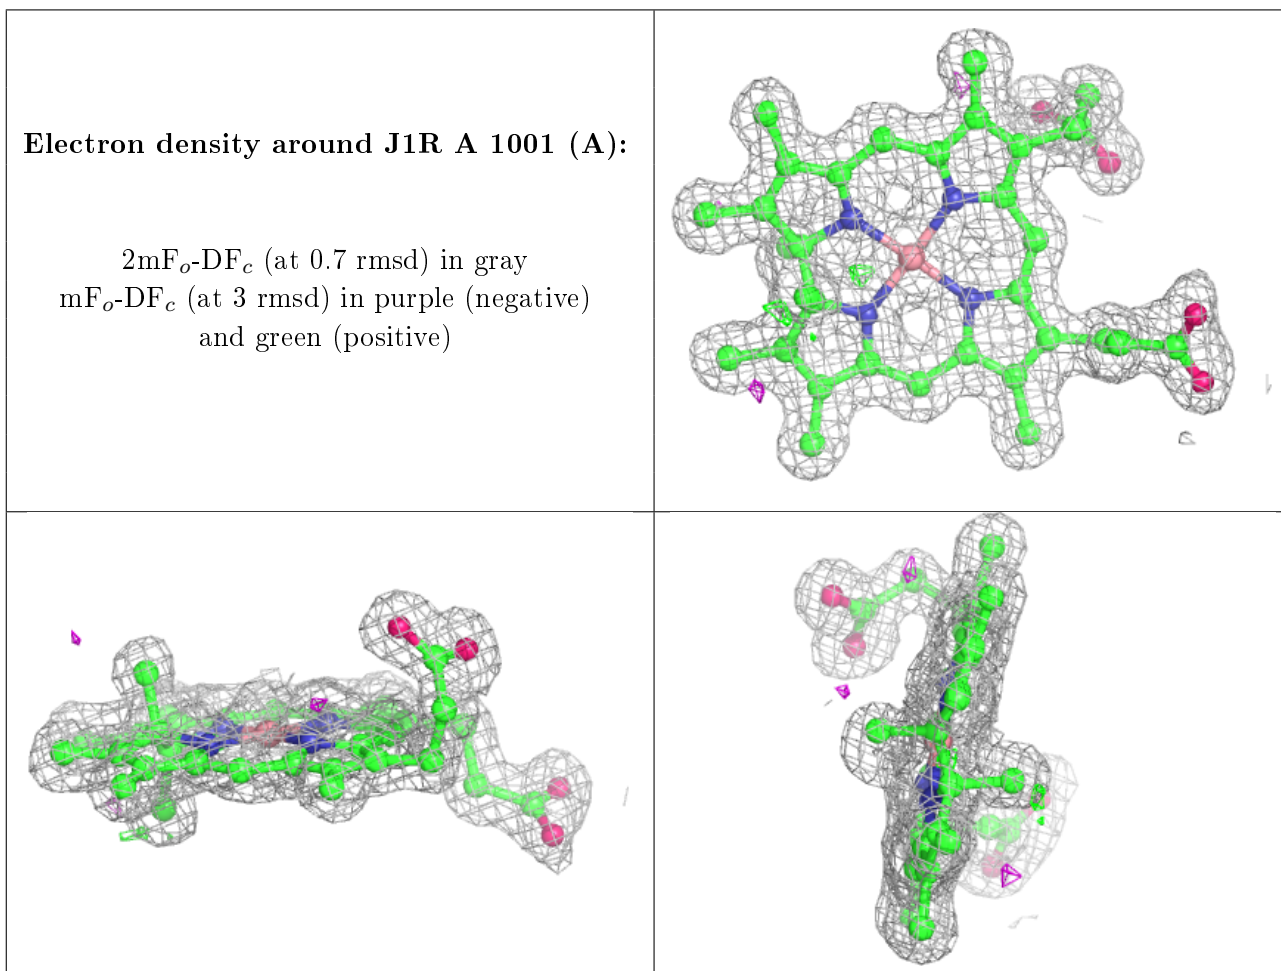 Electron density around J1R A 1001 (A):
2mFₒ-DF𝒸 (at 0.7 rmsd) in gray
mFₒ-DF𝒸 (at 3 rmsd) in purple (negative)
and green (positive)